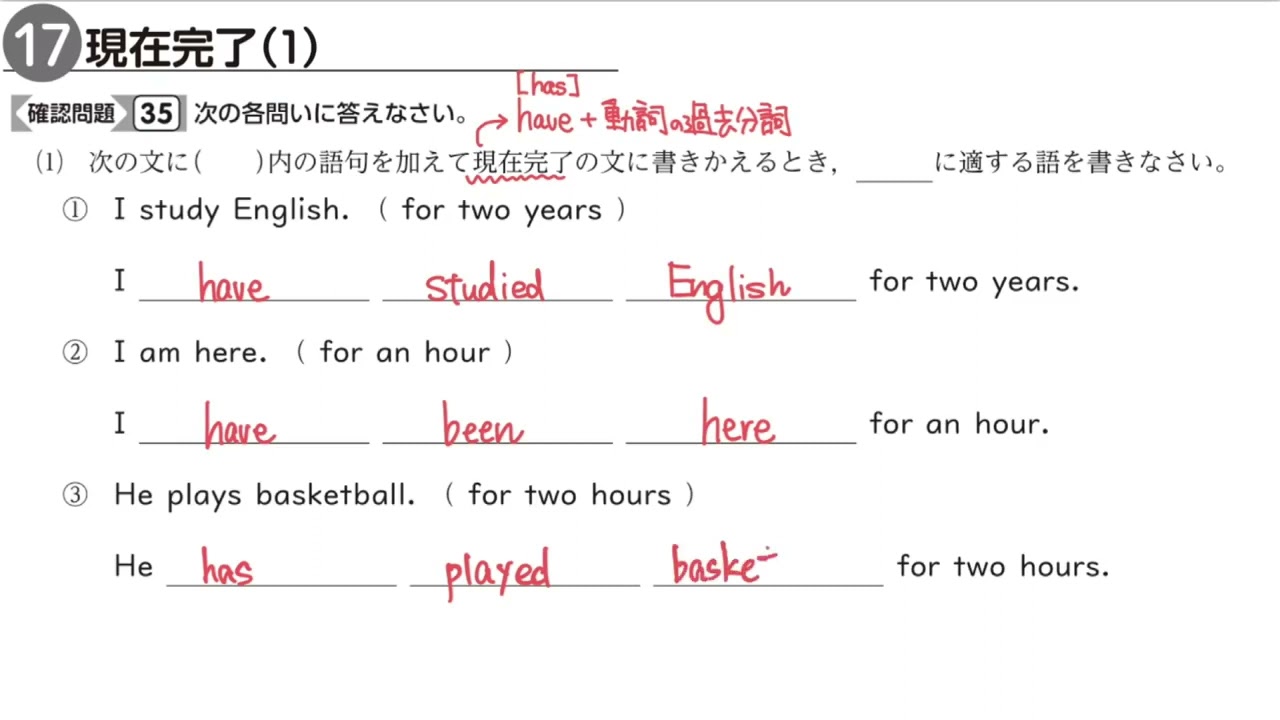 17 現在完了(1)
確認問題 35 次の各問いに答えなさい。
[has]
have + 動詞の過去分詞
(1) 次の文に( )内の語句を加えて現在完了の文に書きかえるとき, ____に適する語を書きなさい。
① I study English. ( for two years )
I have studied English for two years.
② I am here. ( for an hour )
I have been here for an hour.
③ He plays basketball. ( for two hours )
He has played baske for two hours.